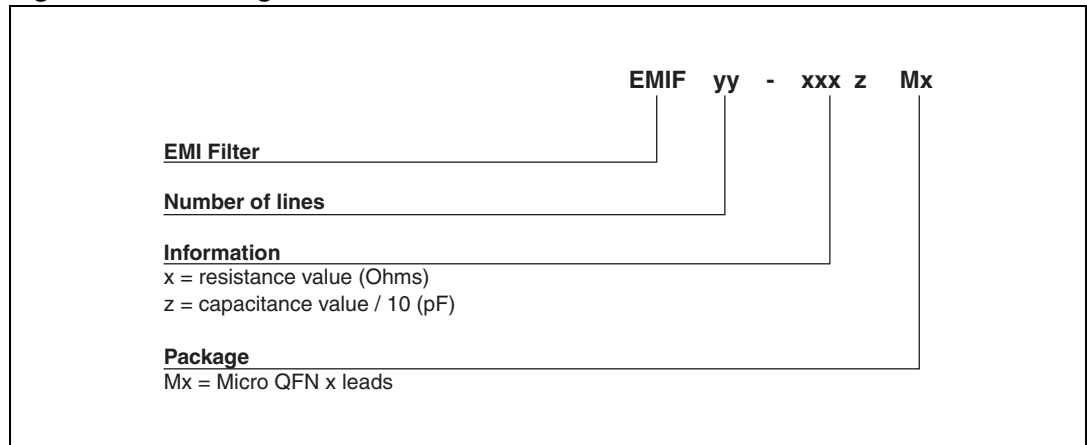 EMIF yy - xxx z Mx
EMI Filter
Number of lines
Information
x = resistance value (Ohms)
z = capacitance value / 10 (pF)
Package
Mx = Micro QFN x leads